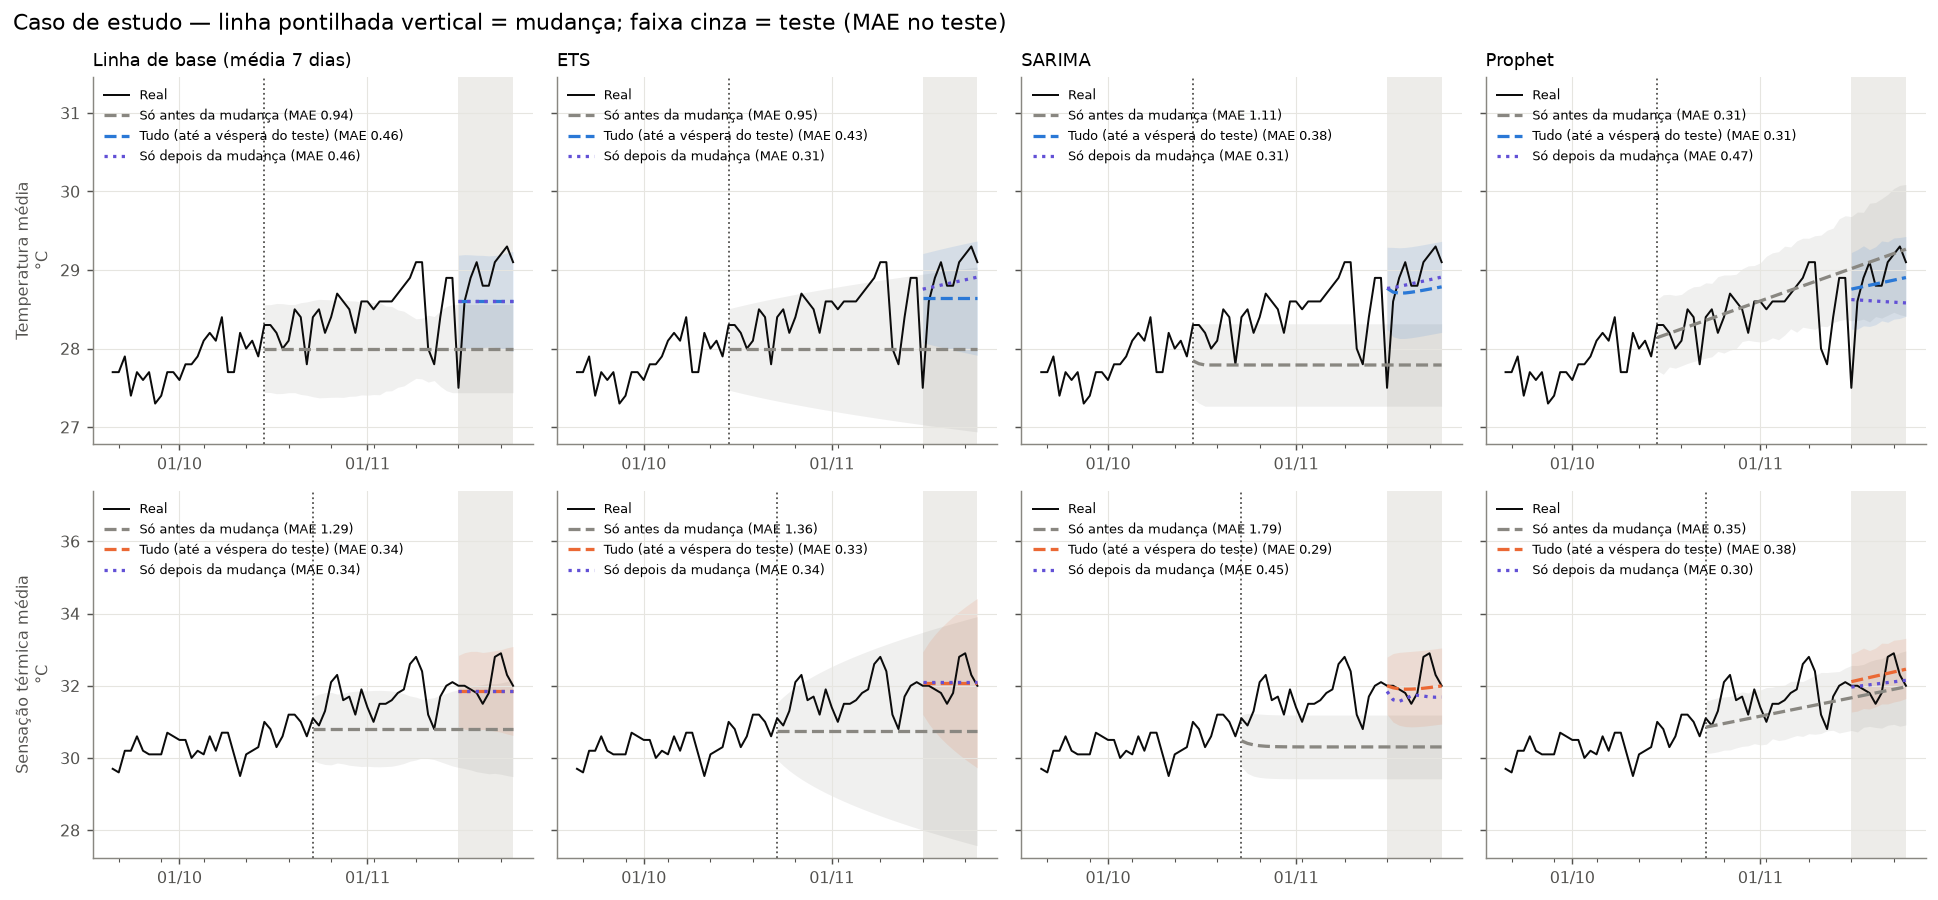 Caso de estudo — linha pontilhada vertical = mudança; faixa cinza = teste (MAE no teste)
Linha de base (média 7 dias)
Real
Só antes da mudança (MAE 0.94)
Tudo (até a véspera do teste) (MAE 0.46)
Só depois da mudança (MAE 0.46)
Temperatura média
°C
31
30
29
28
27
01/10
01/11
ETS
Real
Só antes da mudança (MAE 0.95)
Tudo (até a véspera do teste) (MAE 0.43)
Só depois da mudança (MAE 0.31)
01/10
01/11
SARIMA
Real
Só antes da mudança (MAE 1.11)
Tudo (até a véspera do teste) (MAE 0.38)
Só depois da mudança (MAE 0.31)
01/10
01/11
Prophet
Real
Só antes da mudança (MAE 0.31)
Tudo (até a véspera do teste) (MAE 0.31)
Só depois da mudança (MAE 0.47)
01/10
01/11
Real
Só antes da mudança (MAE 1.29)
Tudo (até a véspera do teste) (MAE 0.34)
Só depois da mudança (MAE 0.34)
Sensação térmica média
°C
36
34
32
30
28
01/10
01/11
Real
Só antes da mudança (MAE 1.36)
Tudo (até a véspera do teste) (MAE 0.33)
Só depois da mudança (MAE 0.34)
01/10
01/11
Real
Só antes da mudança (MAE 1.79)
Tudo (até a véspera do teste) (MAE 0.29)
Só depois da mudança (MAE 0.45)
01/10
01/11
Real
Só antes da mudança (MAE 0.35)
Tudo (até a véspera do teste) (MAE 0.38)
Só depois da mudança (MAE 0.30)
01/10
01/11